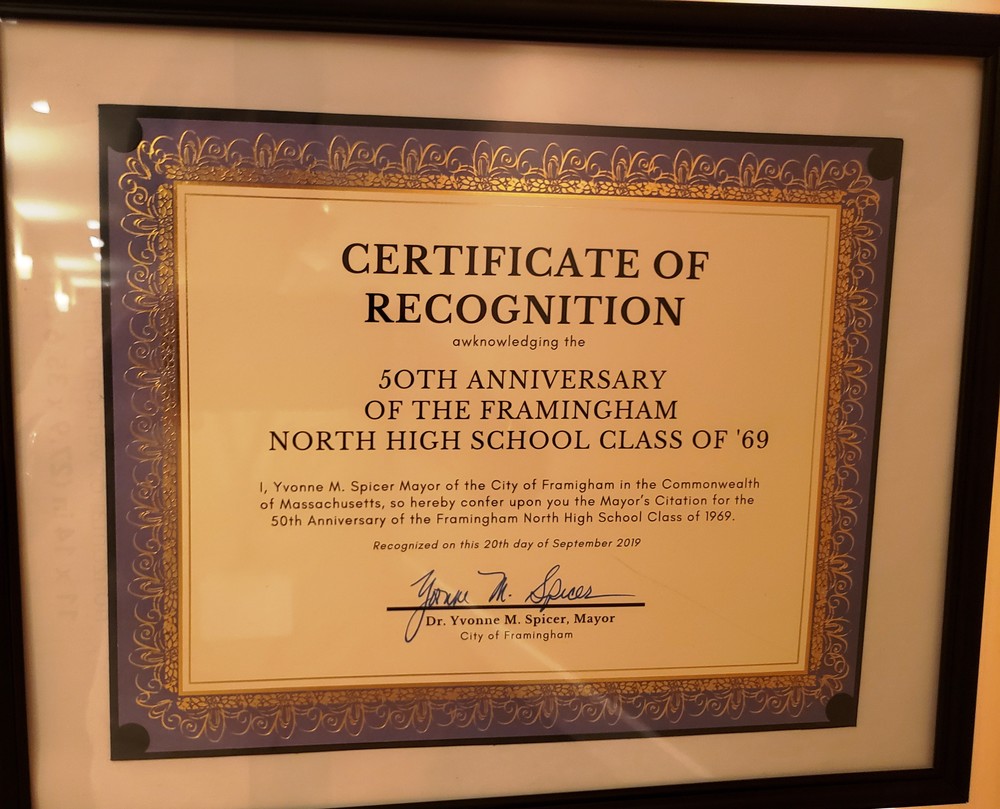 CERTIFICATE OF
RECOGNITION
awknowledging the
50TH ANNIVERSARY
OF THE FRAMINGHAM
NORTH HIGH SCHOOL CLASS OF '69
I, Yvonne M. Spicer Mayor of the City of Framigham in the Commonwealth
of Massachusetts, so hereby confer upon you the Mayor's Citation for the
50th Anniversary of the Framingham North High School Class of 1969.
Recognized on this 20th day of September 2019
Yvonne M. Spicer
Dr. Yvonne M. Spicer, Mayor
City of Framingham